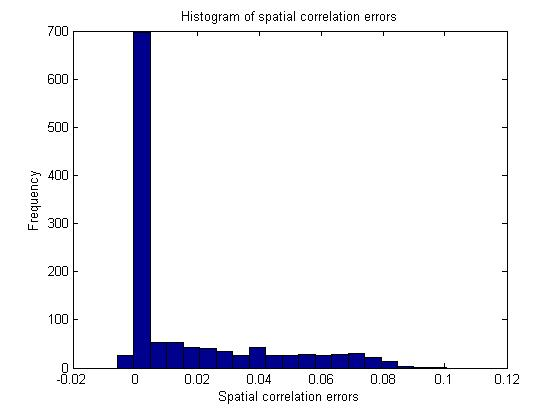 Histogram of spatial correlation errors
700
600
500
400
300
200
100
0
Frequency
-0.02 0 0.02 0.04 0.06 0.08 0.1 0.12
Spatial correlation errors